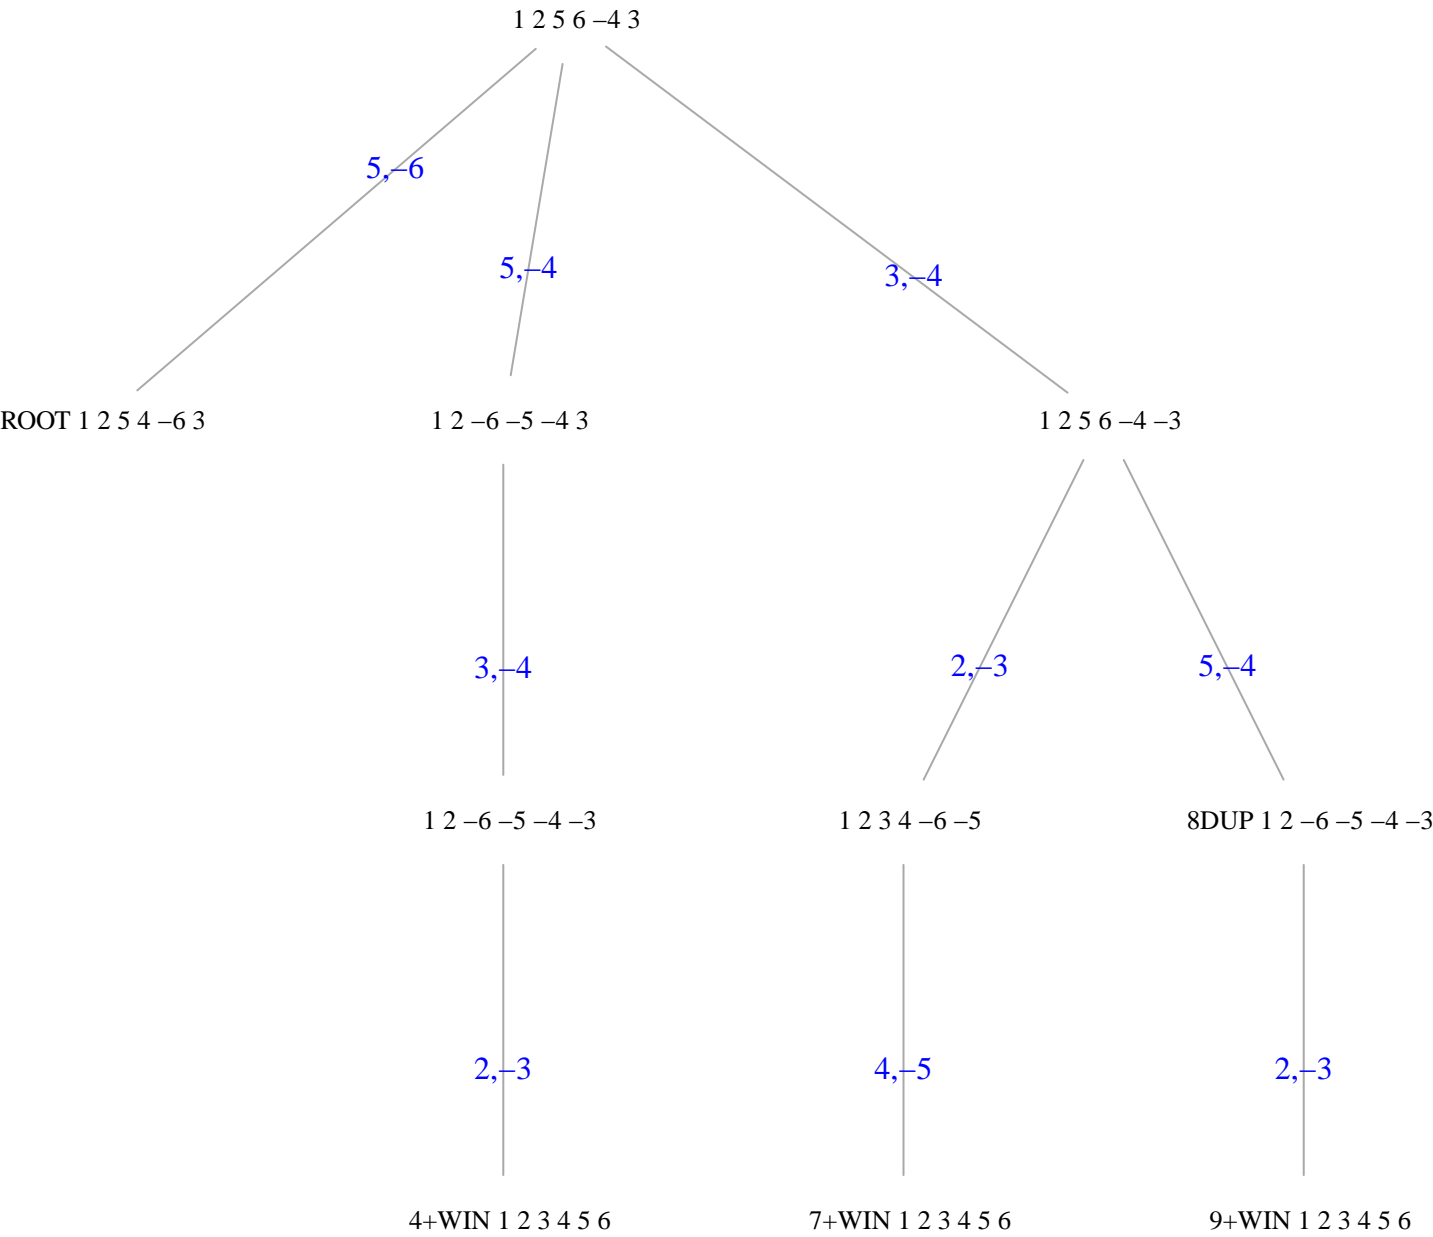 1 2 5 6 –4 3
5,–6
5,–4
3,–4
ROOT 1 2 5 4 –6 3
1 2 –6 –5 –4 3
1 2 5 6 –4 –3
3,–4
2,–3
5,–4
1 2 –6 –5 –4 –3
1 2 3 4 –6 –5
8DUP 1 2 –6 –5 –4 –3
2,–3
4,–5
2,–3
4+WIN 1 2 3 4 5 6
7+WIN 1 2 3 4 5 6
9+WIN 1 2 3 4 5 6